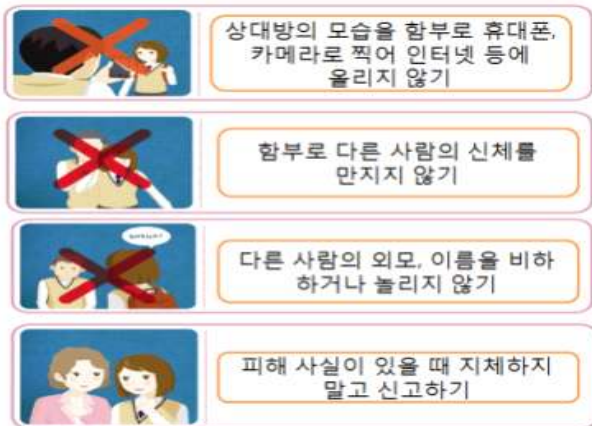 상대방의 모습을 함부로 휴대폰,
카메라로 찍어 인터넷 등에
올리지 않기
함부로 다른 사람의 신체를
만지지 않기
다른 사람의 외모, 이름을 비하
하거나 놀리지 않기
피해 사실이 있을 때 지체하지
말고 신고하기